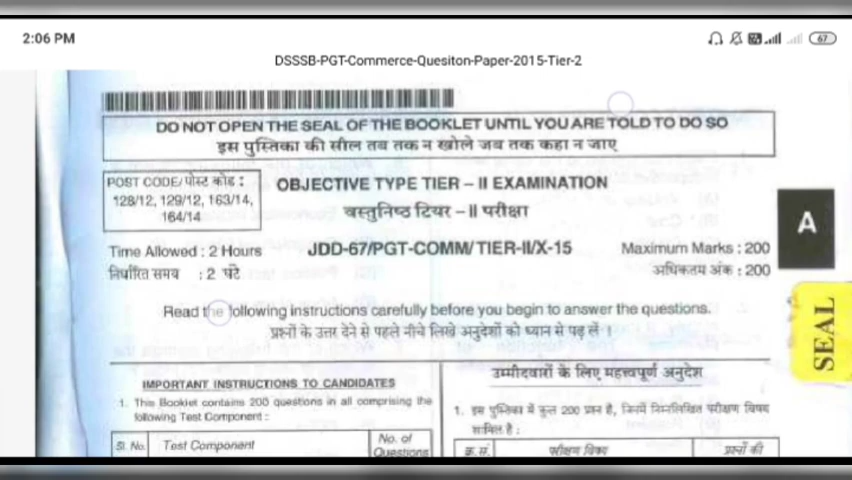 2:06 PM
67
DSSSB-PGT-Commerce-Quesiton-Paper-2015-Tier-2
DO NOT OPEN THE SEAL OF THE BOOKLET UNTIL YOU ARE TOLD TO DO SO
इस पुस्तिका की सील तब तक न खोले जब तक कहा न जाए
POST CODE/पोस्ट कोड :
128/12, 129/12, 163/14,
164/14
OBJECTIVE TYPE TIER – II EXAMINATION
वस्तुनिष्ठ टियर – II परीक्षा
A
Time Allowed : 2 Hours
JDD-67/PGT-COMM/TIER-II/X-15
Maximum Marks : 200
निर्धारित समय : 2 घंटे
अधिकतम अंक : 200
Read the following instructions carefully before you begin to answer the questions.
प्रश्नों के उत्तर देने से पहले नीचे लिखे अनुदेशों को ध्यान से पढ़ लें ।
SEAL
IMPORTANT INSTRUCTIONS TO CANDIDATES
1. This Booklet contains 200 questions in all comprising the
following Test Component :
Sl. No.
Test Component
No. of
Questions
उम्मीदवारों के लिए महत्त्वपूर्ण अनुदेश
1. इस पुस्तिका में कुल 200 प्रश्न हैं, जिनमें निम्नलिखित परीक्षण विषय
सामिल है :
क्र.सं.
परीक्षण विषय
प्रश्नों की